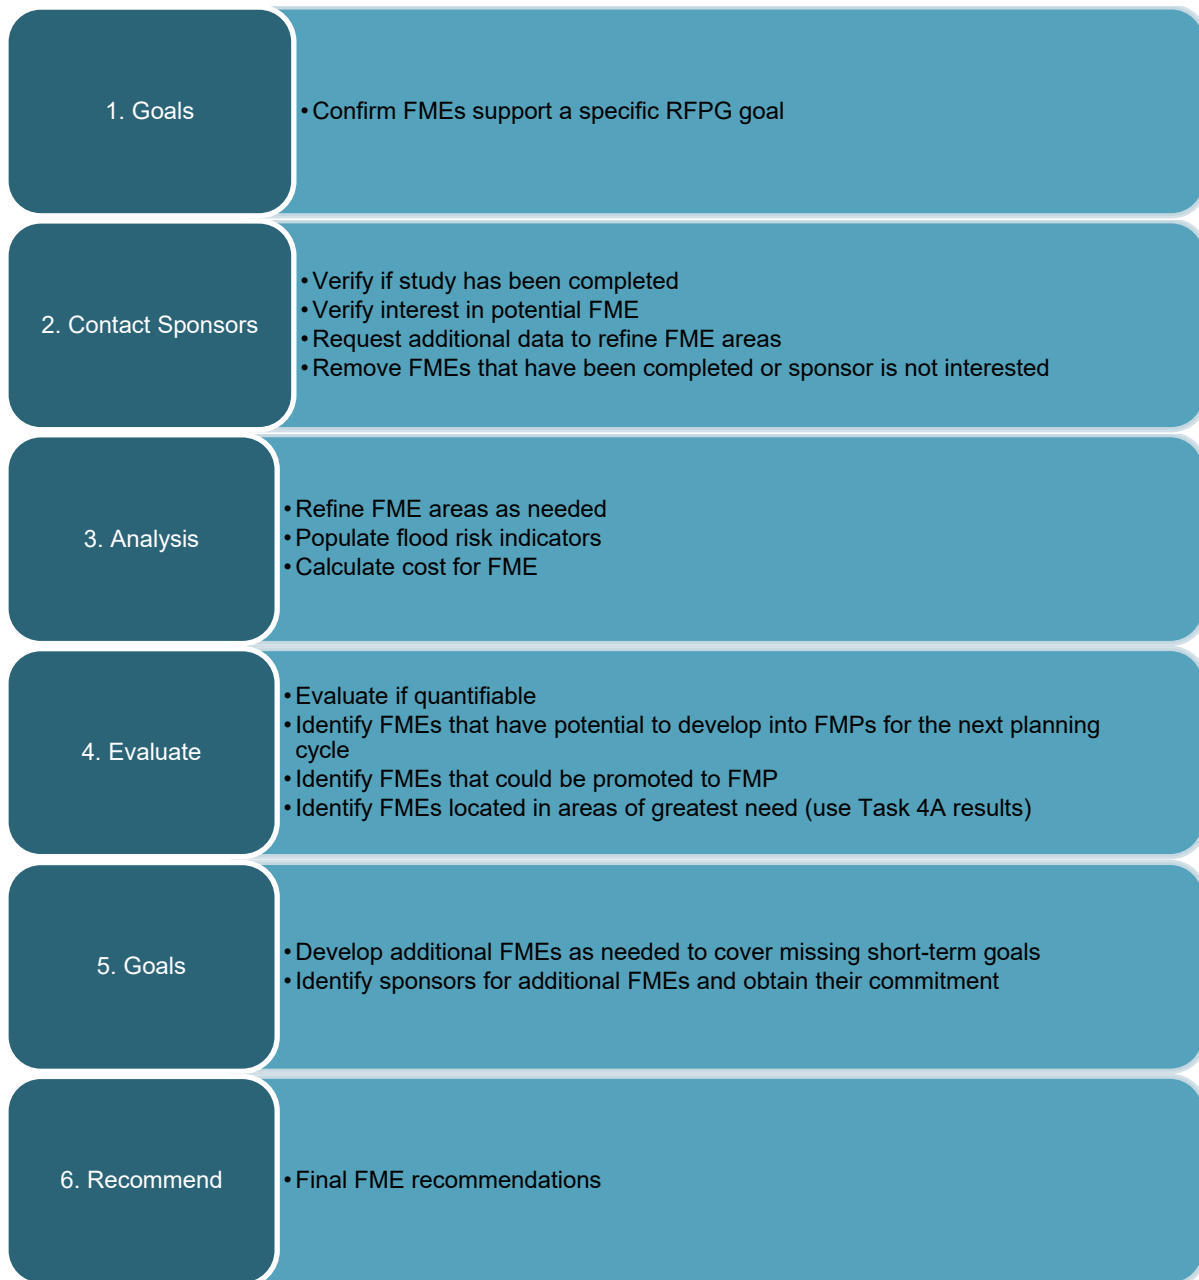 1. Goals
• Confirm FMEs support a specific RFPG goal
2. Contact Sponsors
• Verify if study has been completed
• Verify interest in potential FME
• Request additional data to refine FME areas
• Remove FMEs that have been completed or sponsor is not interested
3. Analysis
• Refine FME areas as needed
• Populate flood risk indicators
• Calculate cost for FME
4. Evaluate
• Evaluate if quantifiable
• Identify FMEs that have potential to develop into FMPs for the next planning
cycle
• Identify FMEs that could be promoted to FMP
• Identify FMEs located in areas of greatest need (use Task 4A results)
5. Goals
• Develop additional FMEs as needed to cover missing short-term goals
• Identify sponsors for additional FMEs and obtain their commitment
6. Recommend
• Final FME recommendations